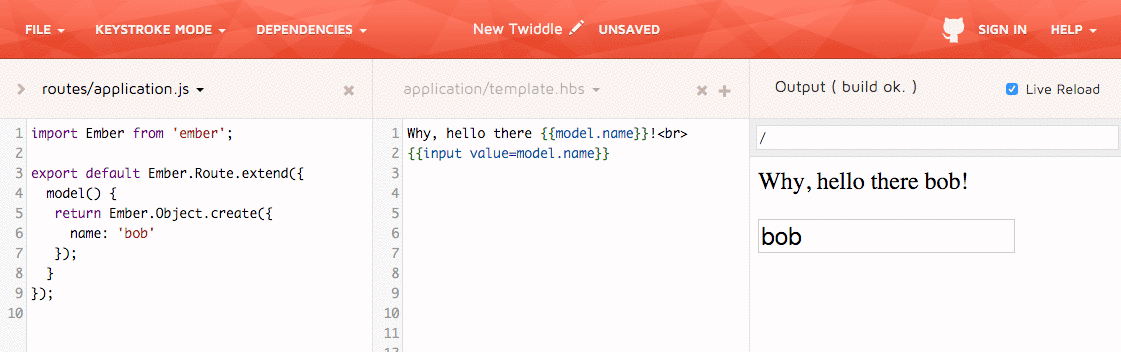 FILE KEYSTROKE MODE DEPENDENCIES New Twiddle UNSAVED SIGN IN HELP
routes/application.js
1 import Ember from 'ember';
2
3 export default Ember.Route.extend({
4   model() {
5    return Ember.Object.create({
6      name: 'bob'
7    });
8   }
9 });
10
application/template.hbs
1 Why, hello there {{model.name}}!<br>
2 {{input value=model.name}}
3
4
5
6
7
8
9
10
11
12
Output ( build ok. ) Live Reload
/
Why, hello there bob!
bob